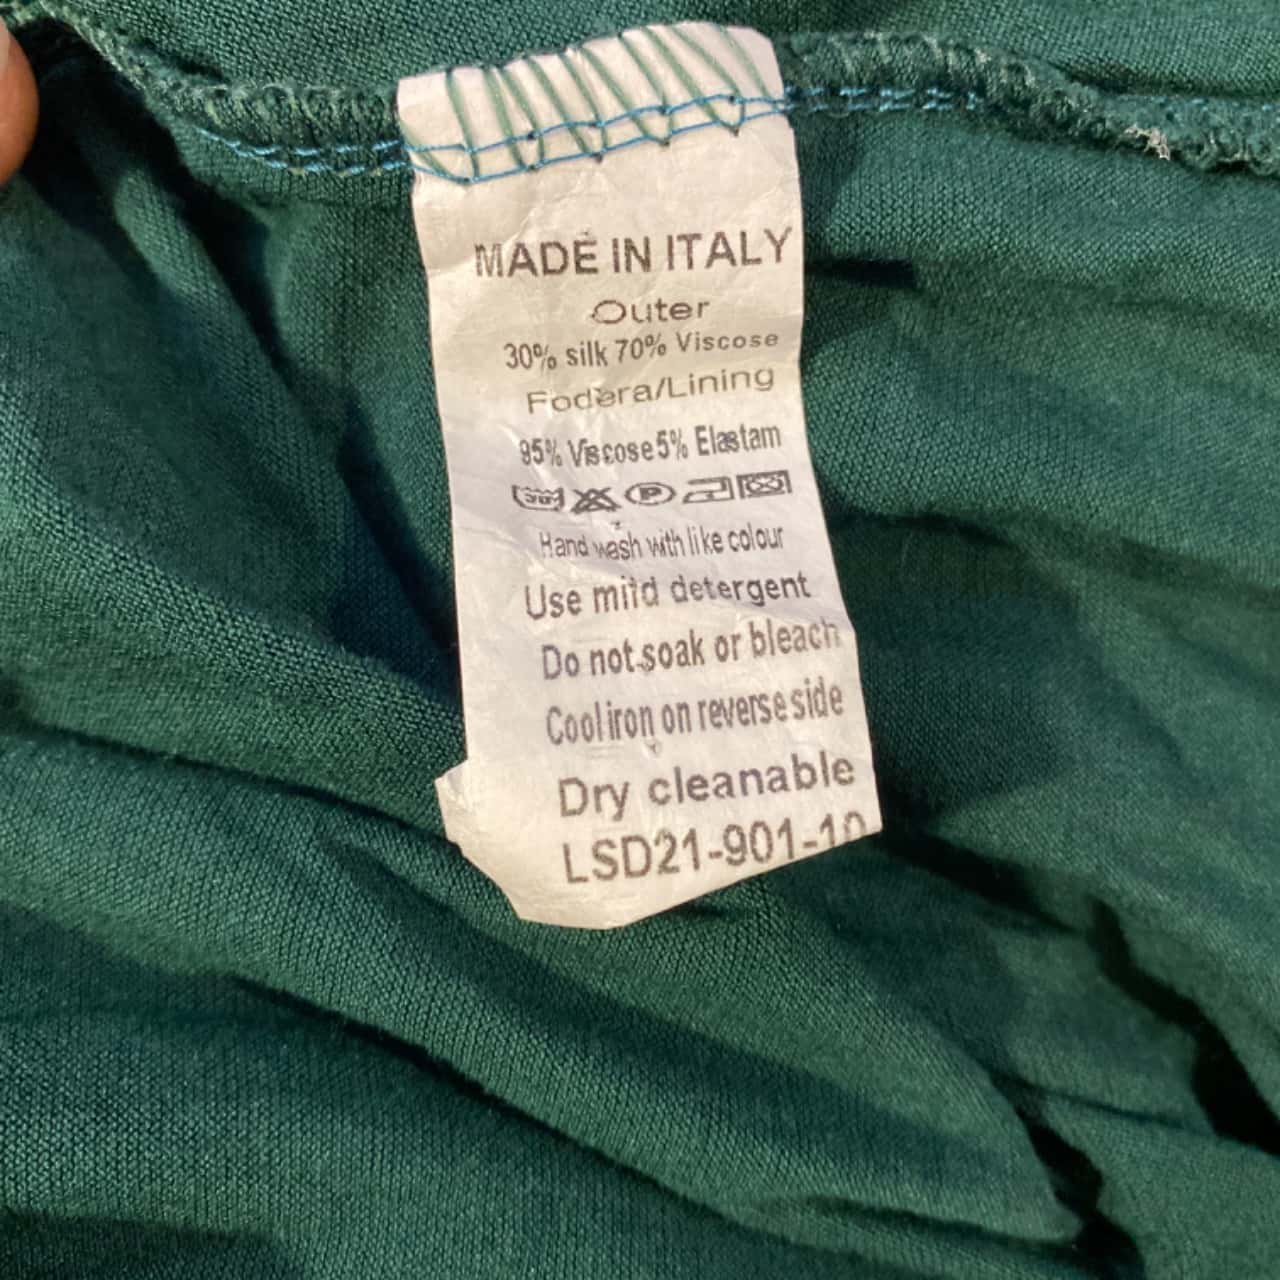 MADE IN ITALY
Outer
30% silk 70% Viscose
Fodera/Lining
95% Viscose 5% Elastam
30° P
Hand wash with like colour
Use mild detergent
Do not soak or bleach
Cool iron on reverse side
Dry cleanable
LSD21-901-10